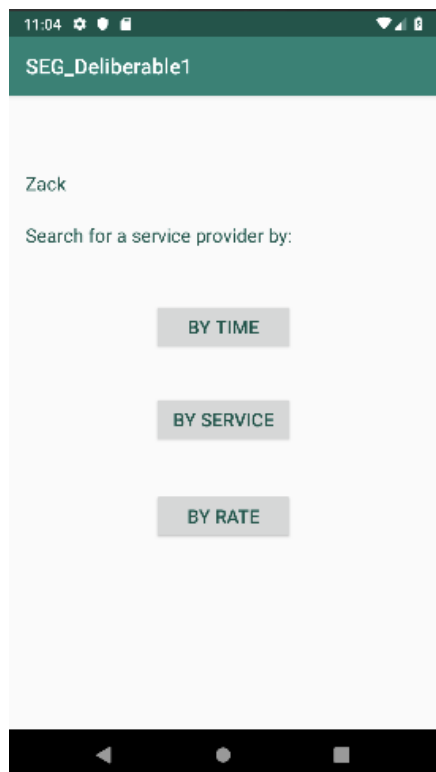 11:04
SEG_Deliberable1
Zack
Search for a service provider by:
BY TIME
BY SERVICE
BY RATE